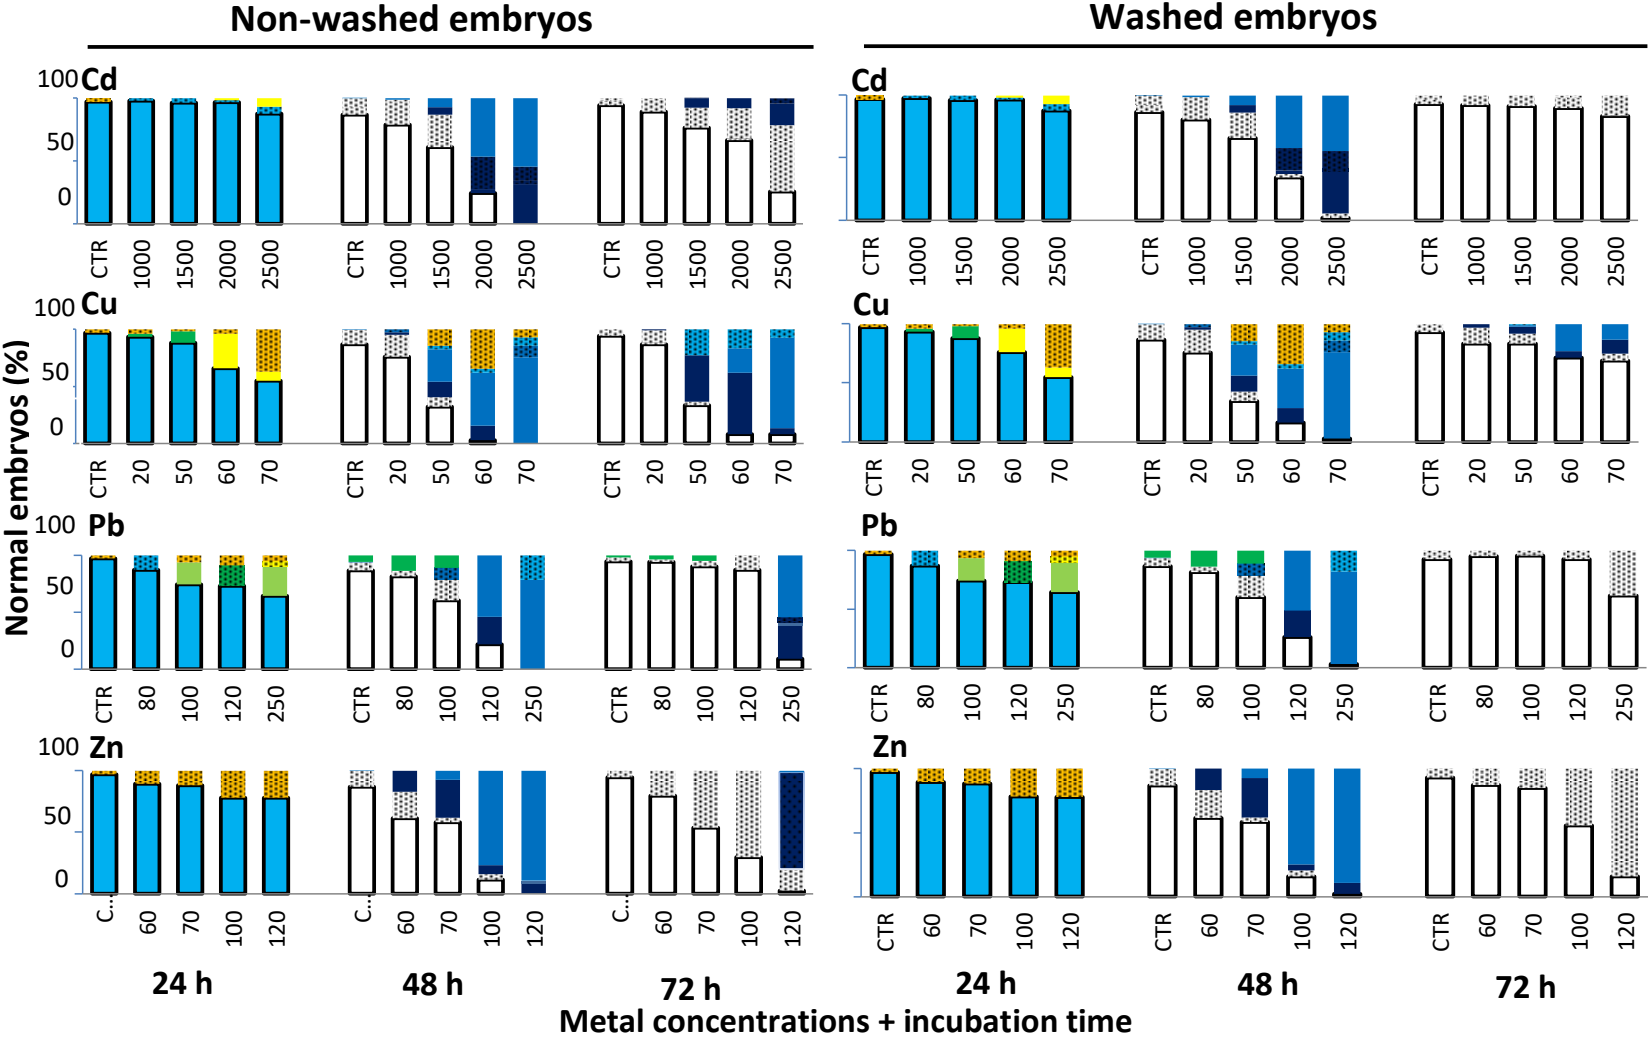 Non-washed embryos
Washed embryos
Normal embryos (%)
Cd
100
50
0
CTR 1000 1500 2000 2500
CTR 1000 1500 2000 2500
CTR 1000 1500 2000 2500
Cd
CTR 1000 1500 2000 2500
CTR 1000 1500 2000 2500
CTR 1000 1500 2000 2500
Cu
100
50
0
CTR 20 50 60 70
CTR 20 50 60 70
CTR 20 50 60 70
Cu
CTR 20 50 60 70
CTR 20 50 60 70
CTR 20 50 60 70
Pb
100
50
0
CTR 80 100 120 250
CTR 80 100 120 250
CTR 80 100 120 250
Pb
CTR 80 100 120 250
CTR 80 100 120 250
CTR 80 100 120 250
Zn
100
50
0
C... 60 70 100 120
C... 60 70 100 120
C... 60 70 100 120
Zn
CTR 60 70 100 120
CTR 60 70 100 120
CTR 60 70 100 120
24 h
48 h
72 h
24 h
48 h
72 h
Metal concentrations + incubation time